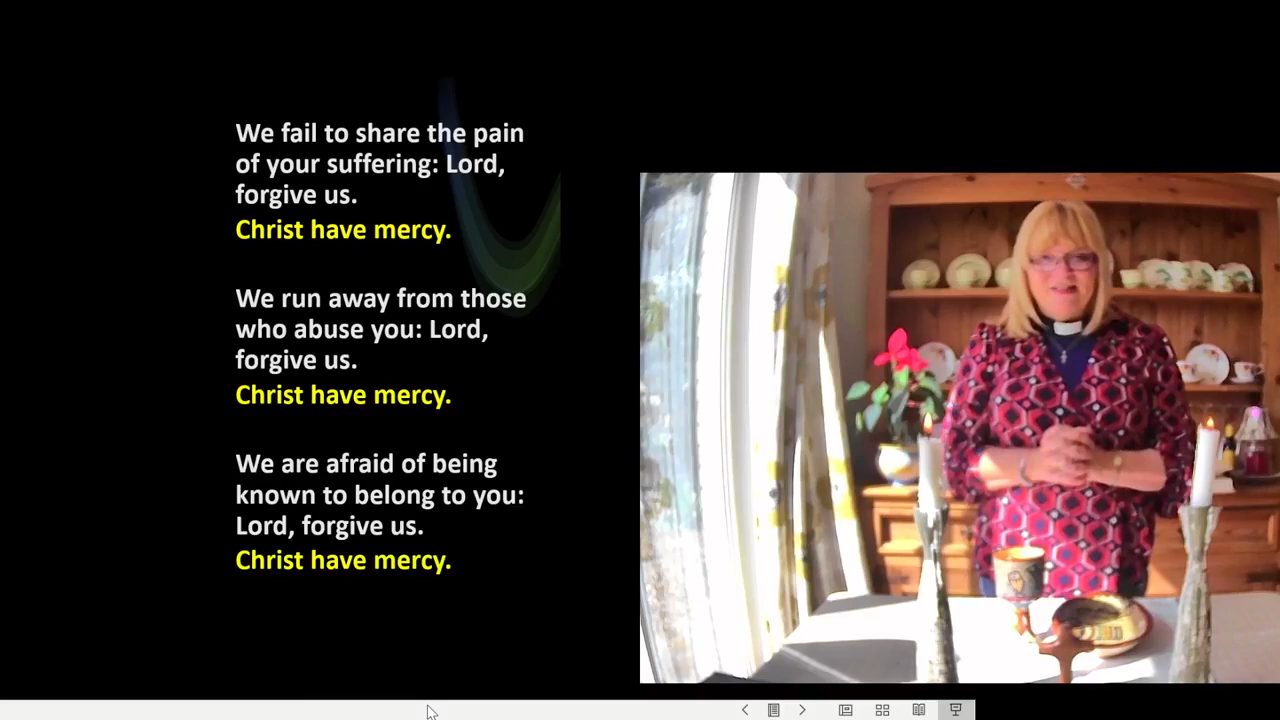 We fail to share the pain
of your suffering: Lord,
forgive us.
Christ have mercy.
We run away from those
who abuse you: Lord,
forgive us.
Christ have mercy.
We are afraid of being
known to belong to you:
Lord, forgive us.
Christ have mercy.